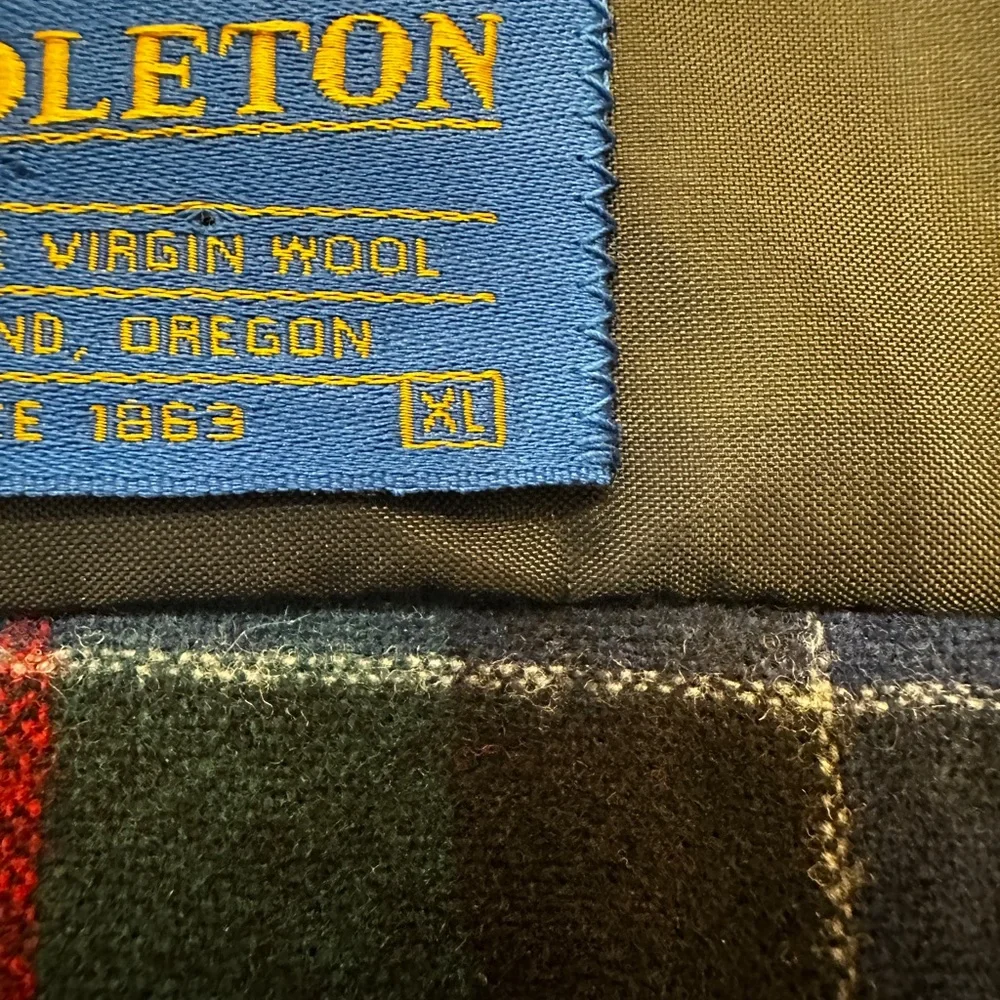 DLETON
E VIRGIN WOOL
ND, OREGON
CE 1863 XL